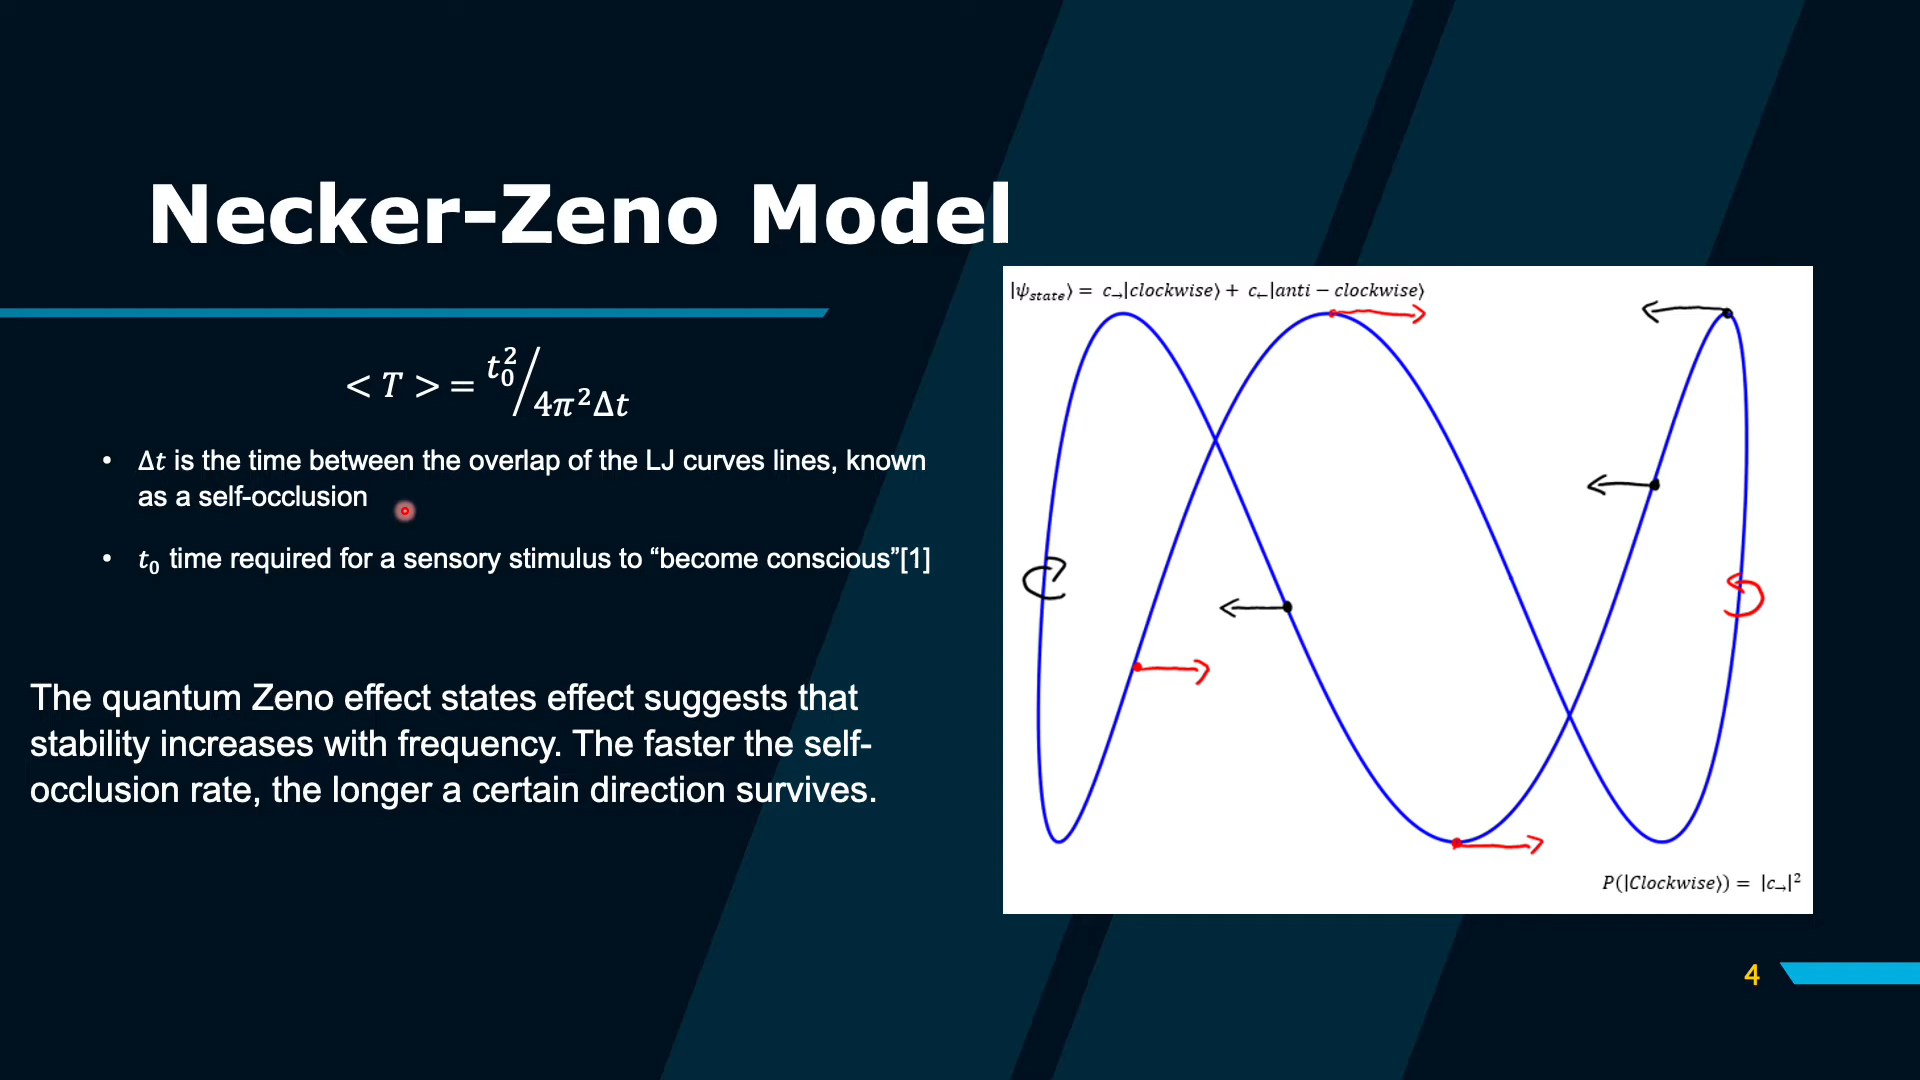 Necker-Zeno Model
< T > = t₀²/4π²Δt
• Δt is the time between the overlap of the LJ curves lines, known
as a self-occlusion
• t₀ time required for a sensory stimulus to “become conscious”[1]
The quantum Zeno effect states effect suggests that
stability increases with frequency. The faster the self-
occlusion rate, the longer a certain direction survives.
|ψstate⟩ = c→|clockwise⟩ + c←|anti − clockwise⟩
P(|Clockwise⟩) = |c→|²
4